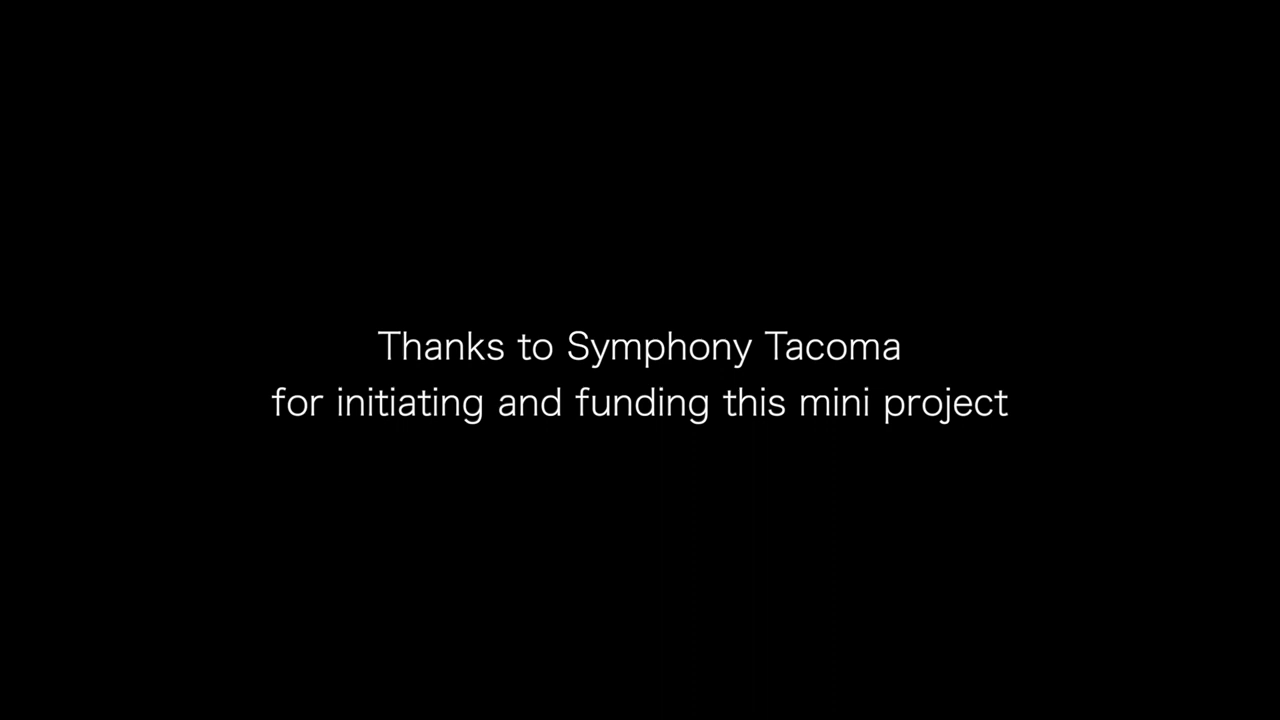 Thanks to Symphony Tacoma
for initiating and funding this mini project